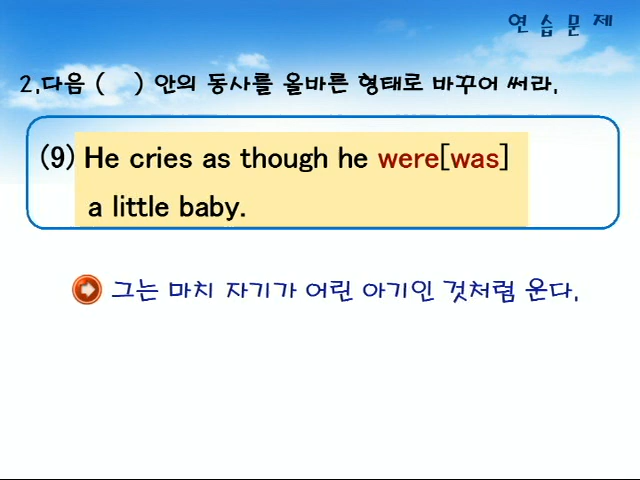 연 습 문 제
2.다음 (   ) 안의 동사를 올바른 형태로 바꾸어 써라.
(9) He cries as though he were[was]
a little baby.
그는 마치 자기가 어린 아기인 것처럼 운다.